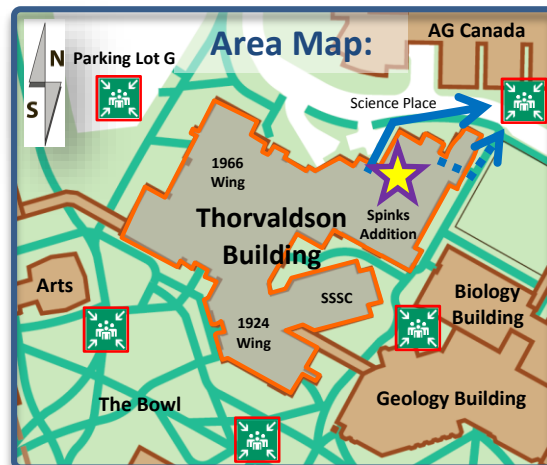 Area Map:
AG Canada
N
S
Parking Lot G
Science Place
1966
Wing
Thorvaldson
Building
Spinks
Addition
Arts
SSSC
Biology
Building
1924
Wing
The Bowl
Geology Building